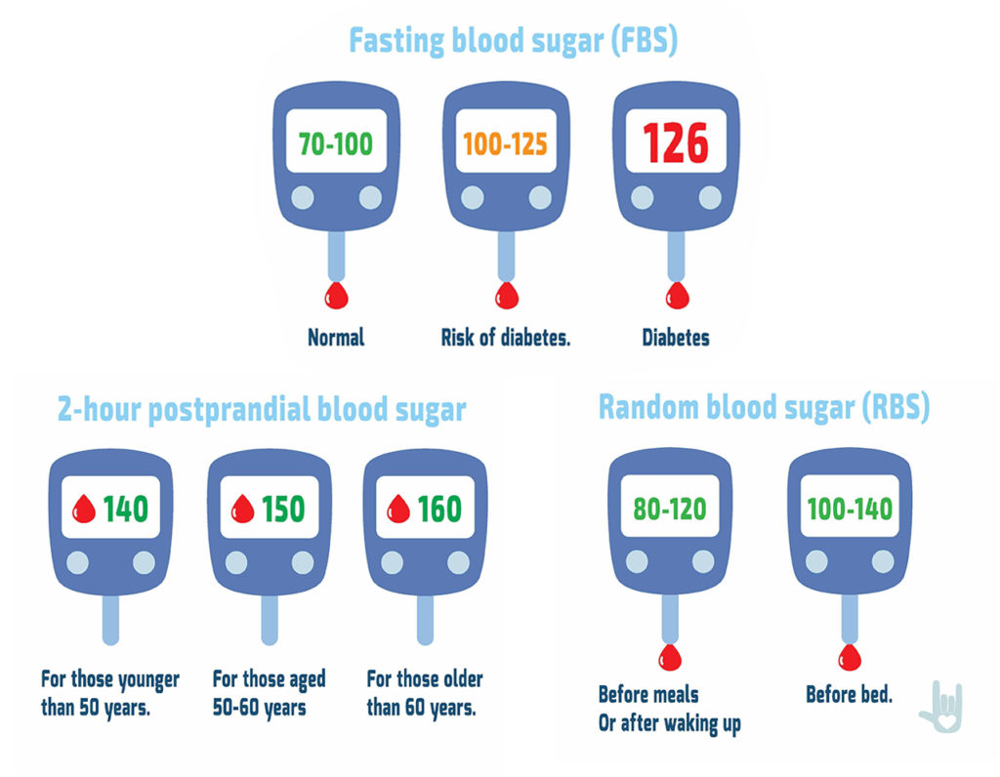 Fasting blood sugar (FBS)
70-100
100-125
126
Normal
Risk of diabetes.
Diabetes
2-hour postprandial blood sugar
140
150
160
For those younger
than 50 years.
For those aged
50-60 years
For those older
than 60 years.
Random blood sugar (RBS)
80-120
100-140
Before meals
Or after waking up
Before bed.